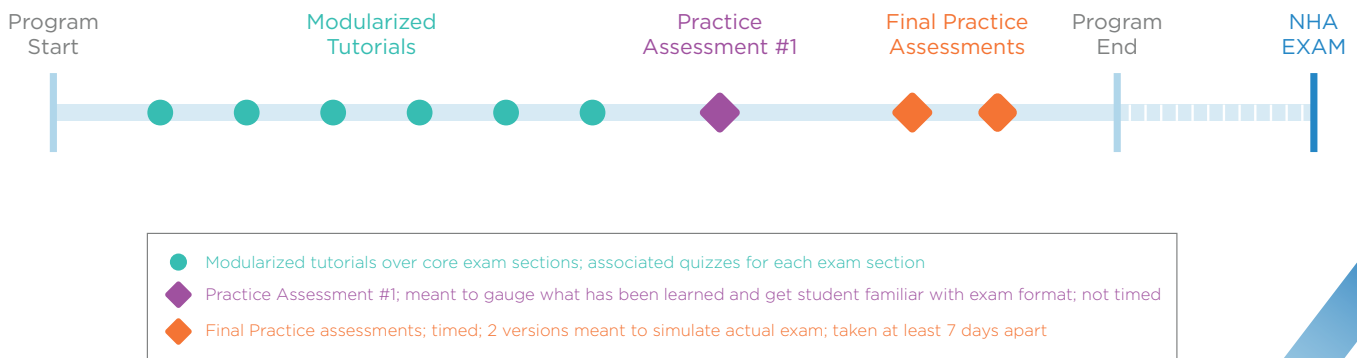 Program
Start
Modularized
Tutorials
Practice
Assessment #1
Final Practice
Assessments
Program
End
NHA
EXAM
Modularized tutorials over core exam sections; associated quizzes for each exam section
Practice Assessment #1; meant to gauge what has been learned and get student familiar with exam format; not timed
Final Practice assessments; timed; 2 versions meant to simulate actual exam; taken at least 7 days apart